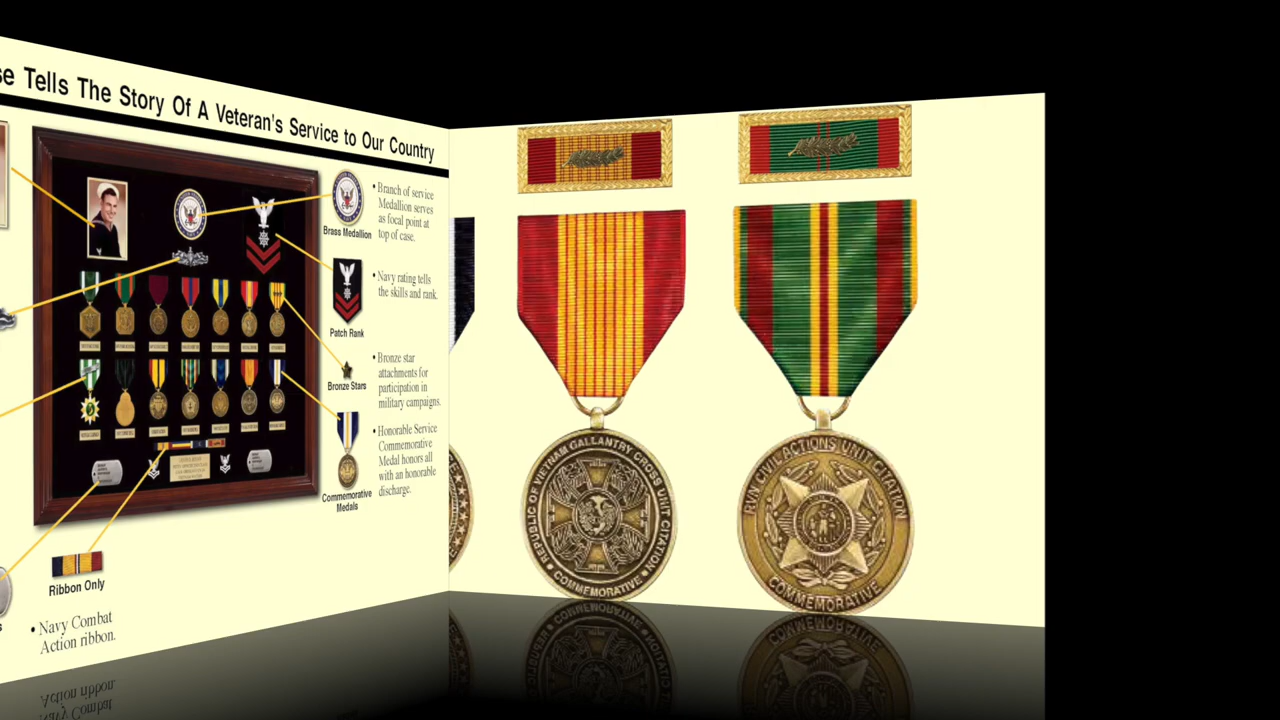 se Tells The Story Of A Veteran's Service to Our Country
Brass Medallion
• Branch of service
Medallion serves
as focal point at
top of case.
Patch Rank
• Navy rating tells
the skills and rank.
Bronze Stars
• Bronze star
attachments for
participation in
military campaigns.
Commemorative
Medals
• Honorable Service
Commemorative
Medal honors all
with an honorable
discharge.
Ribbon Only
s
• Navy Combat
Action ribbon.
REPUBLIC OF VIETNAM GALLANTRY CROSS UNIT CITATION
• COMMEMORATIVE •
RVN CIVIL ACTIONS UNIT CITATION
COMMEMORATIVE